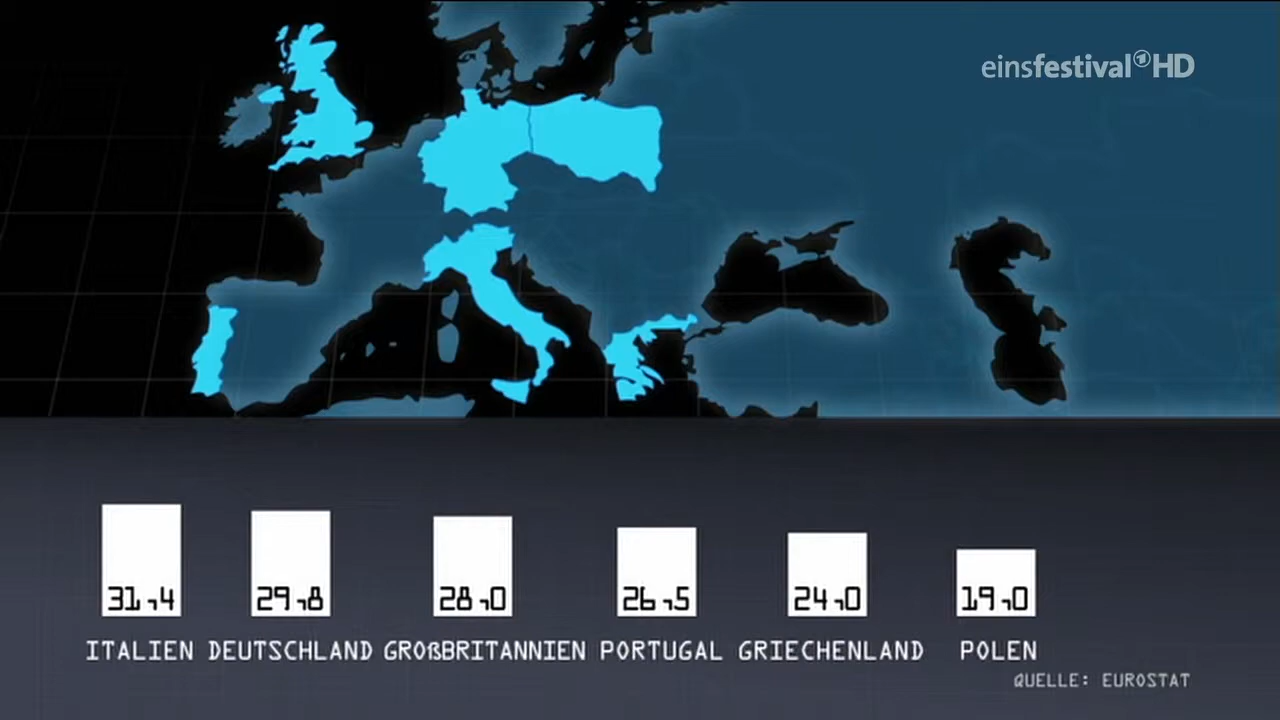 einsfestival HD
31,4 29,8 28,0 26,5 24,0 19,0
ITALIEN DEUTSCHLAND GROßBRITANNIEN PORTUGAL GRIECHENLAND POLEN
QUELLE: EUROSTAT